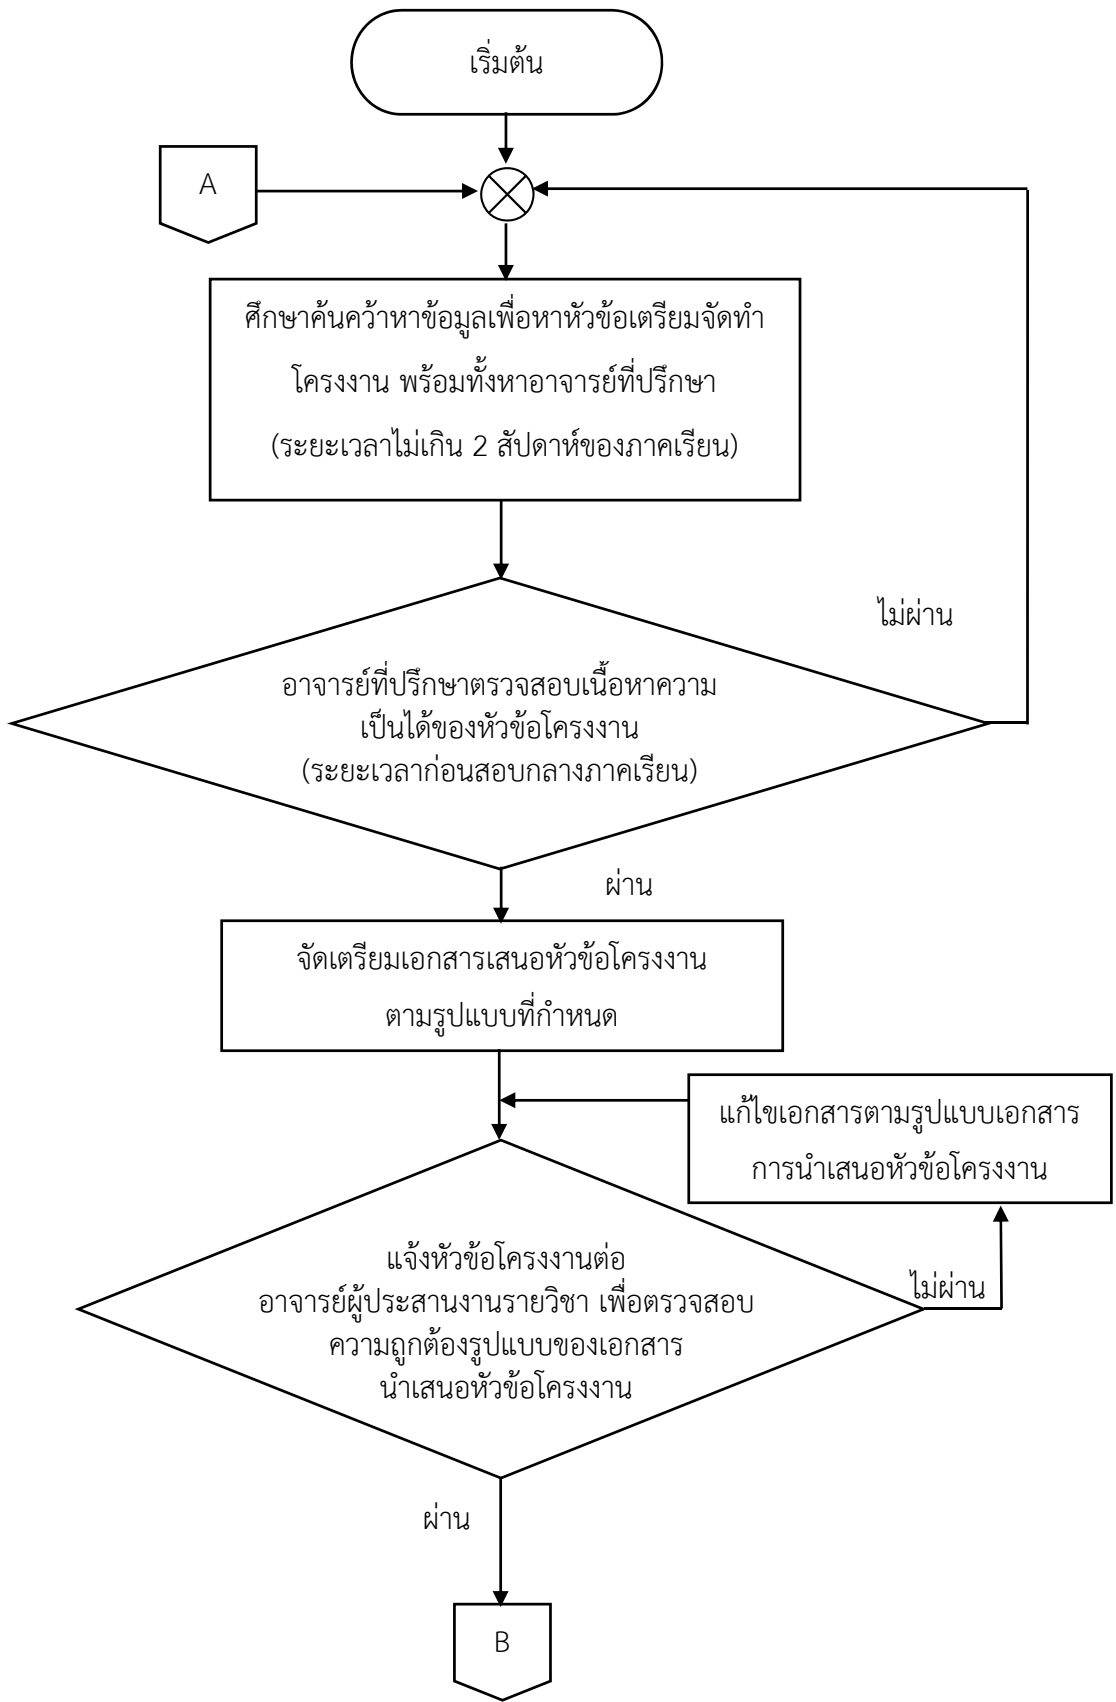 เริ่มต้น
A
ศึกษาค้นคว้าหาข้อมูลเพื่อหาหัวข้อเตรียมจัดทำ
โครงงาน พร้อมทั้งหาอาจารย์ที่ปรึกษา
(ระยะเวลาไม่เกิน 2 สัปดาห์ของภาคเรียน)
ไม่ผ่าน
อาจารย์ที่ปรึกษาตรวจสอบเนื้อหาความ
เป็นได้ของหัวข้อโครงงาน
(ระยะเวลาก่อนสอบกลางภาคเรียน)
ผ่าน
จัดเตรียมเอกสารเสนอหัวข้อโครงงาน
ตามรูปแบบที่กำหนด
แก้ไขเอกสารตามรูปแบบเอกสาร
การนำเสนอหัวข้อโครงงาน
แจ้งหัวข้อโครงงานต่อ
อาจารย์ผู้ประสานงานรายวิชา เพื่อตรวจสอบ
ความถูกต้องรูปแบบของเอกสาร
นำเสนอหัวข้อโครงงาน
ไม่ผ่าน
ผ่าน
B